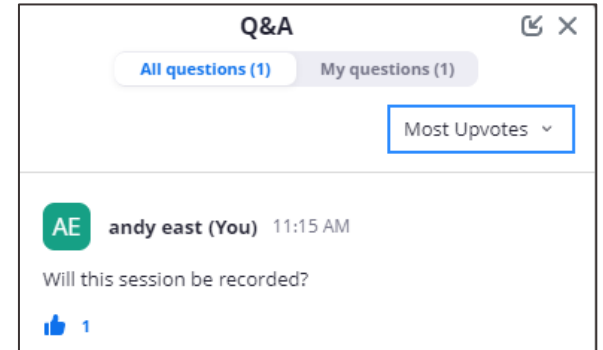 Q&A
All questions (1) My questions (1)
Most Upvotes
AE andy east (You) 11:15 AM
Will this session be recorded?
1